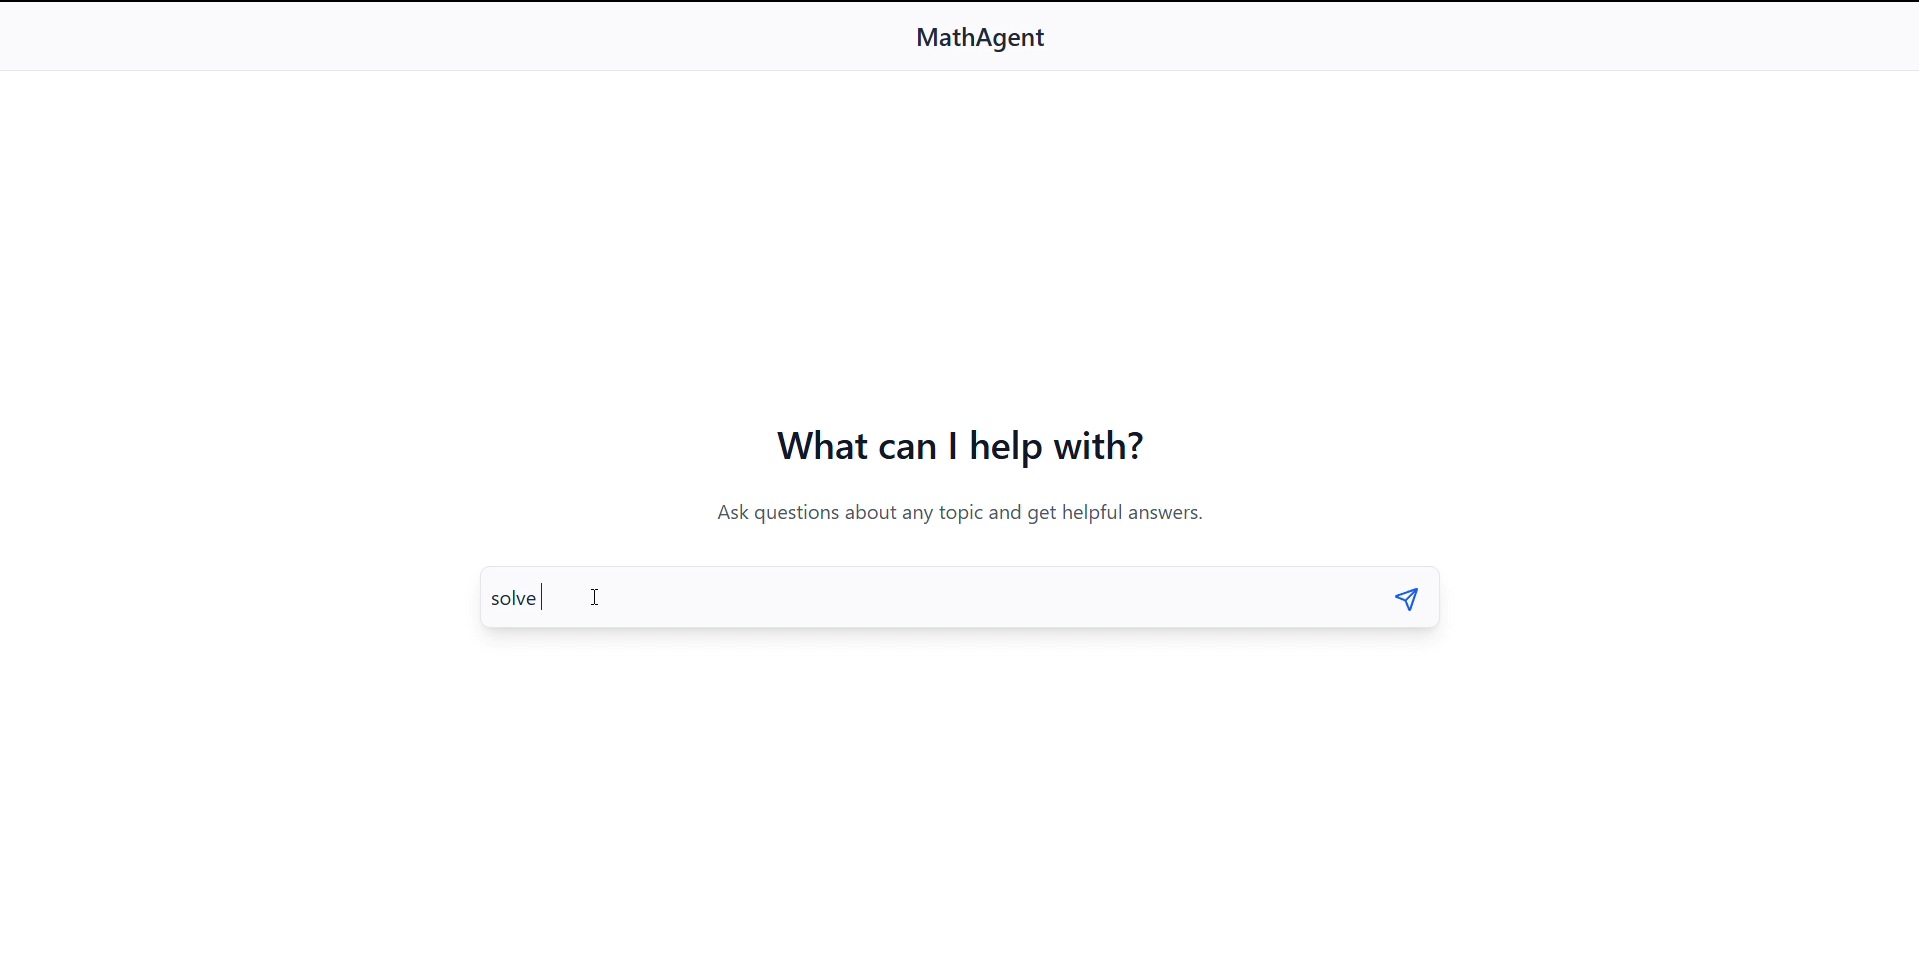 MathAgent
What can I help with?
Ask questions about any topic and get helpful answers.
solve